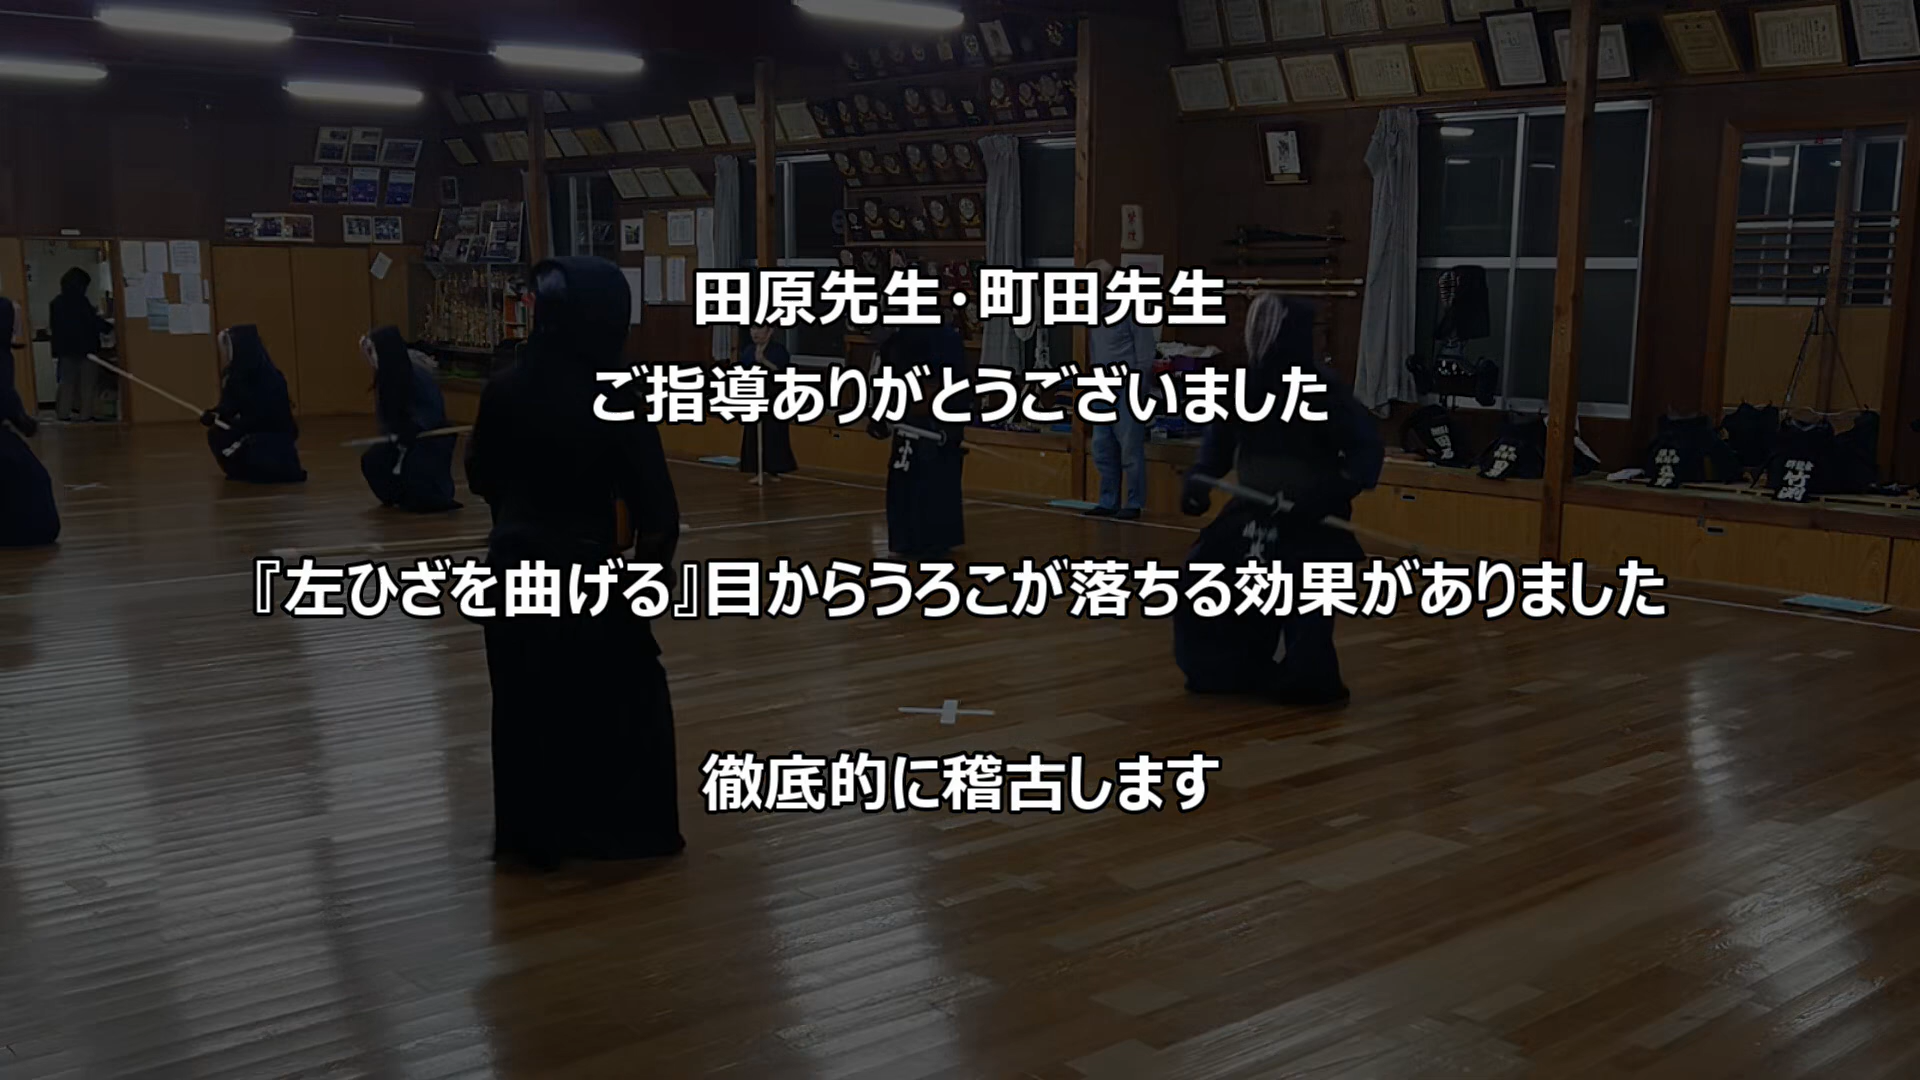 田原先生・町田先生
ご指導ありがとうございました
『左ひざを曲げる』目からうろこが落ちる効果がありました
徹底的に稽古します
小山